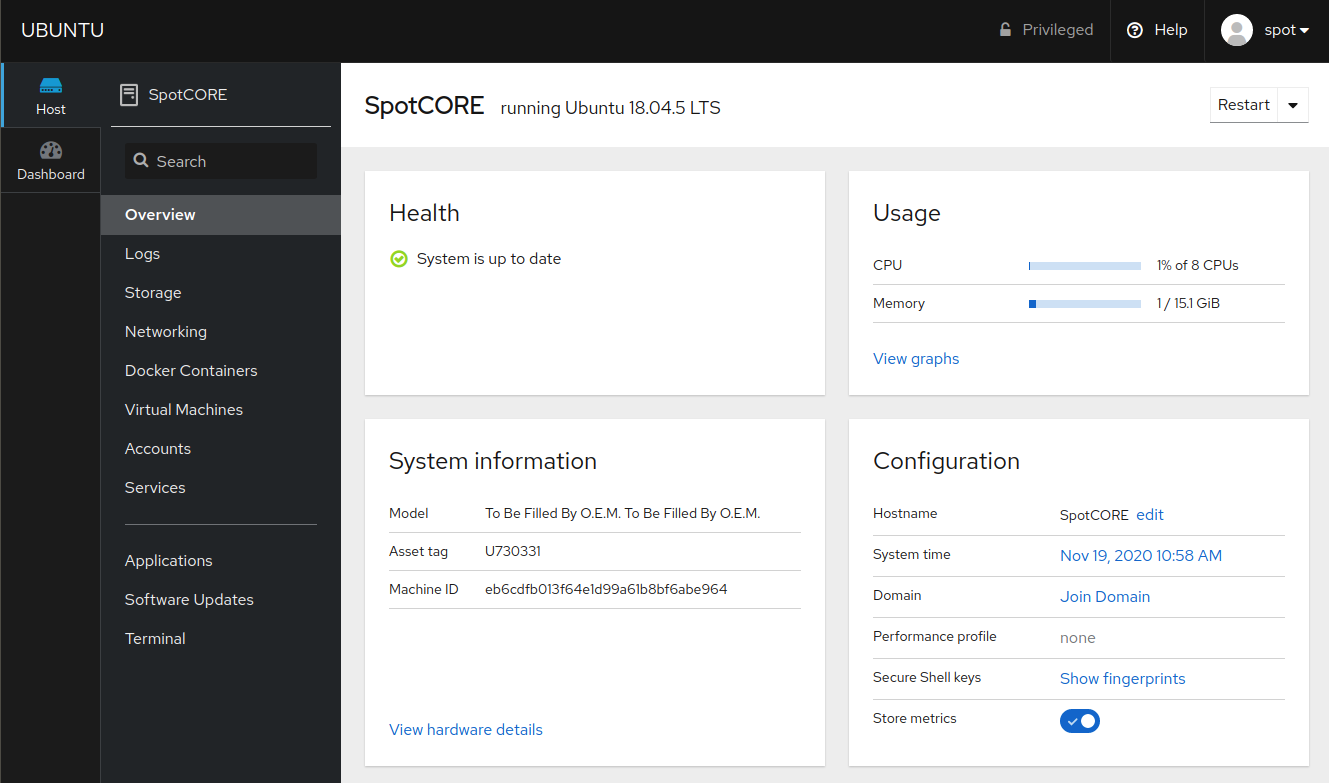 UBUNTU
Privileged
Help
spot
Host
Dashboard
SpotCORE
Search
Overview
Logs
Storage
Networking
Docker Containers
Virtual Machines
Accounts
Services
Applications
Software Updates
Terminal
SpotCORE running Ubuntu 18.04.5 LTS
Restart
Health
System is up to date
Usage
CPU 1% of 8 CPUs
Memory 1 / 15.1 GiB
View graphs
System information
Model To Be Filled By O.E.M. To Be Filled By O.E.M.
Asset tag U730331
Machine ID eb6cdfb013f64e1d99a61b8bf6abe964
View hardware details
Configuration
Hostname SpotCORE edit
System time Nov 19, 2020 10:58 AM
Domain Join Domain
Performance profile none
Secure Shell keys Show fingerprints
Store metrics